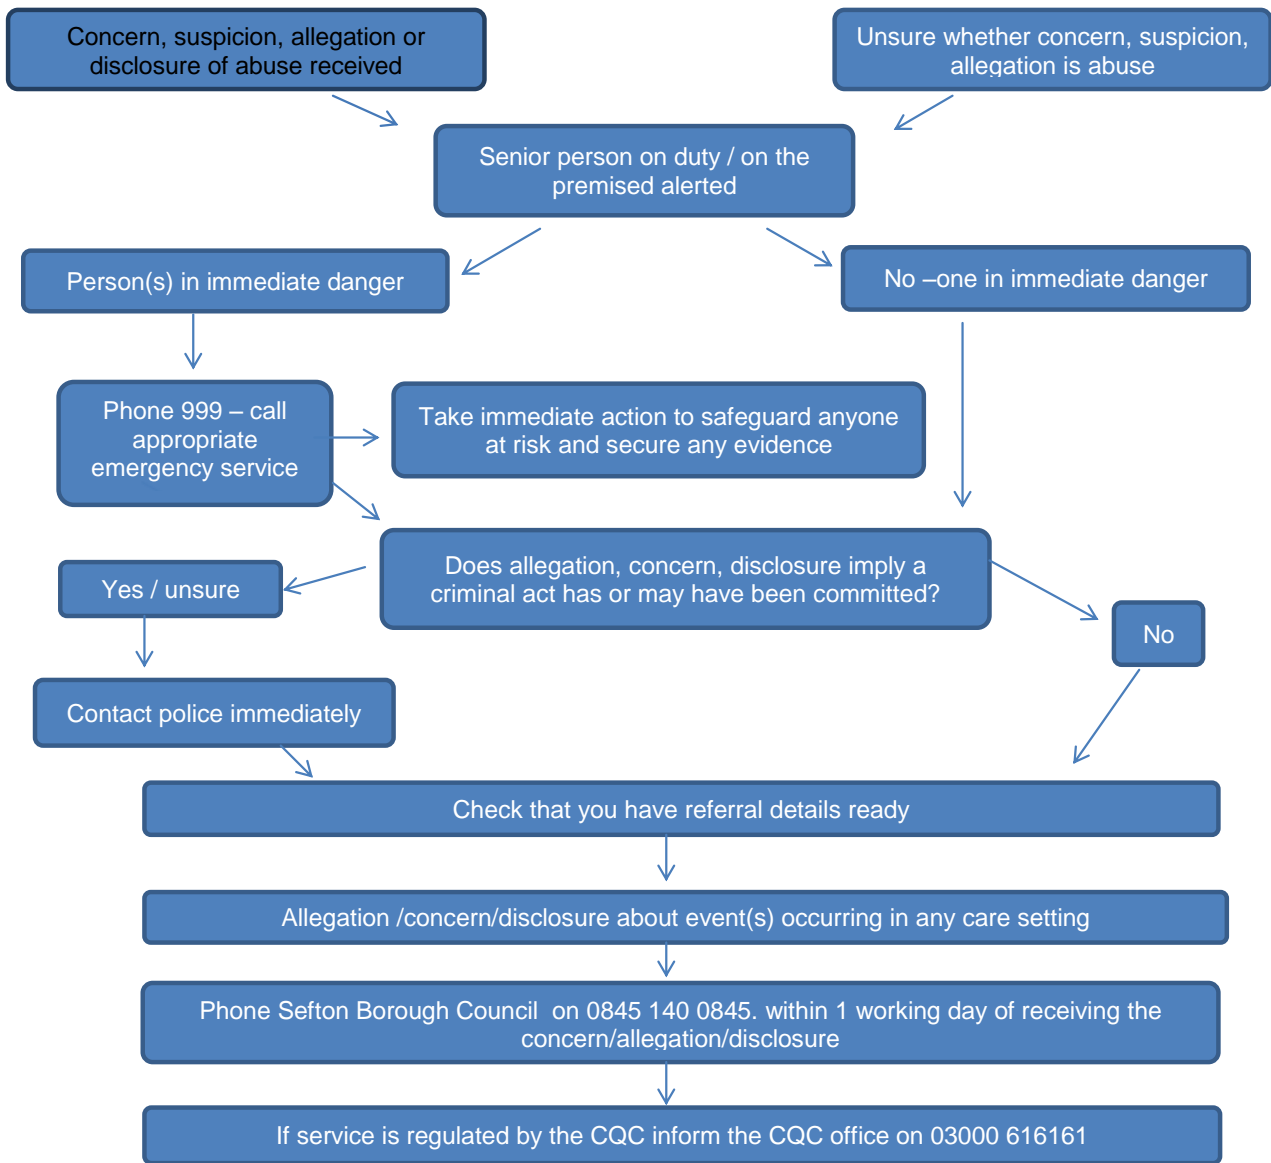 Concern, suspicion, allegation or
disclosure of abuse received
Unsure whether concern, suspicion,
allegation is abuse
Senior person on duty / on the
premised alerted
Person(s) in immediate danger
No –one in immediate danger
Phone 999 – call
appropriate
emergency service
Take immediate action to safeguard anyone
at risk and secure any evidence
Does allegation, concern, disclosure imply a
criminal act has or may have been committed?
Yes / unsure
No
Contact police immediately
Check that you have referral details ready
Allegation /concern/disclosure about event(s) occurring in any care setting
Phone Sefton Borough Council  on 0845 140 0845. within 1 working day of receiving the
concern/allegation/disclosure
If service is regulated by the CQC inform the CQC office on 03000 616161